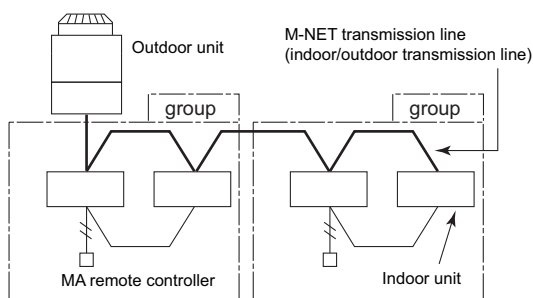 Outdoor unit
M-NET transmission line
(indoor/outdoor transmission line)
group
group
MA remote controller
Indoor unit